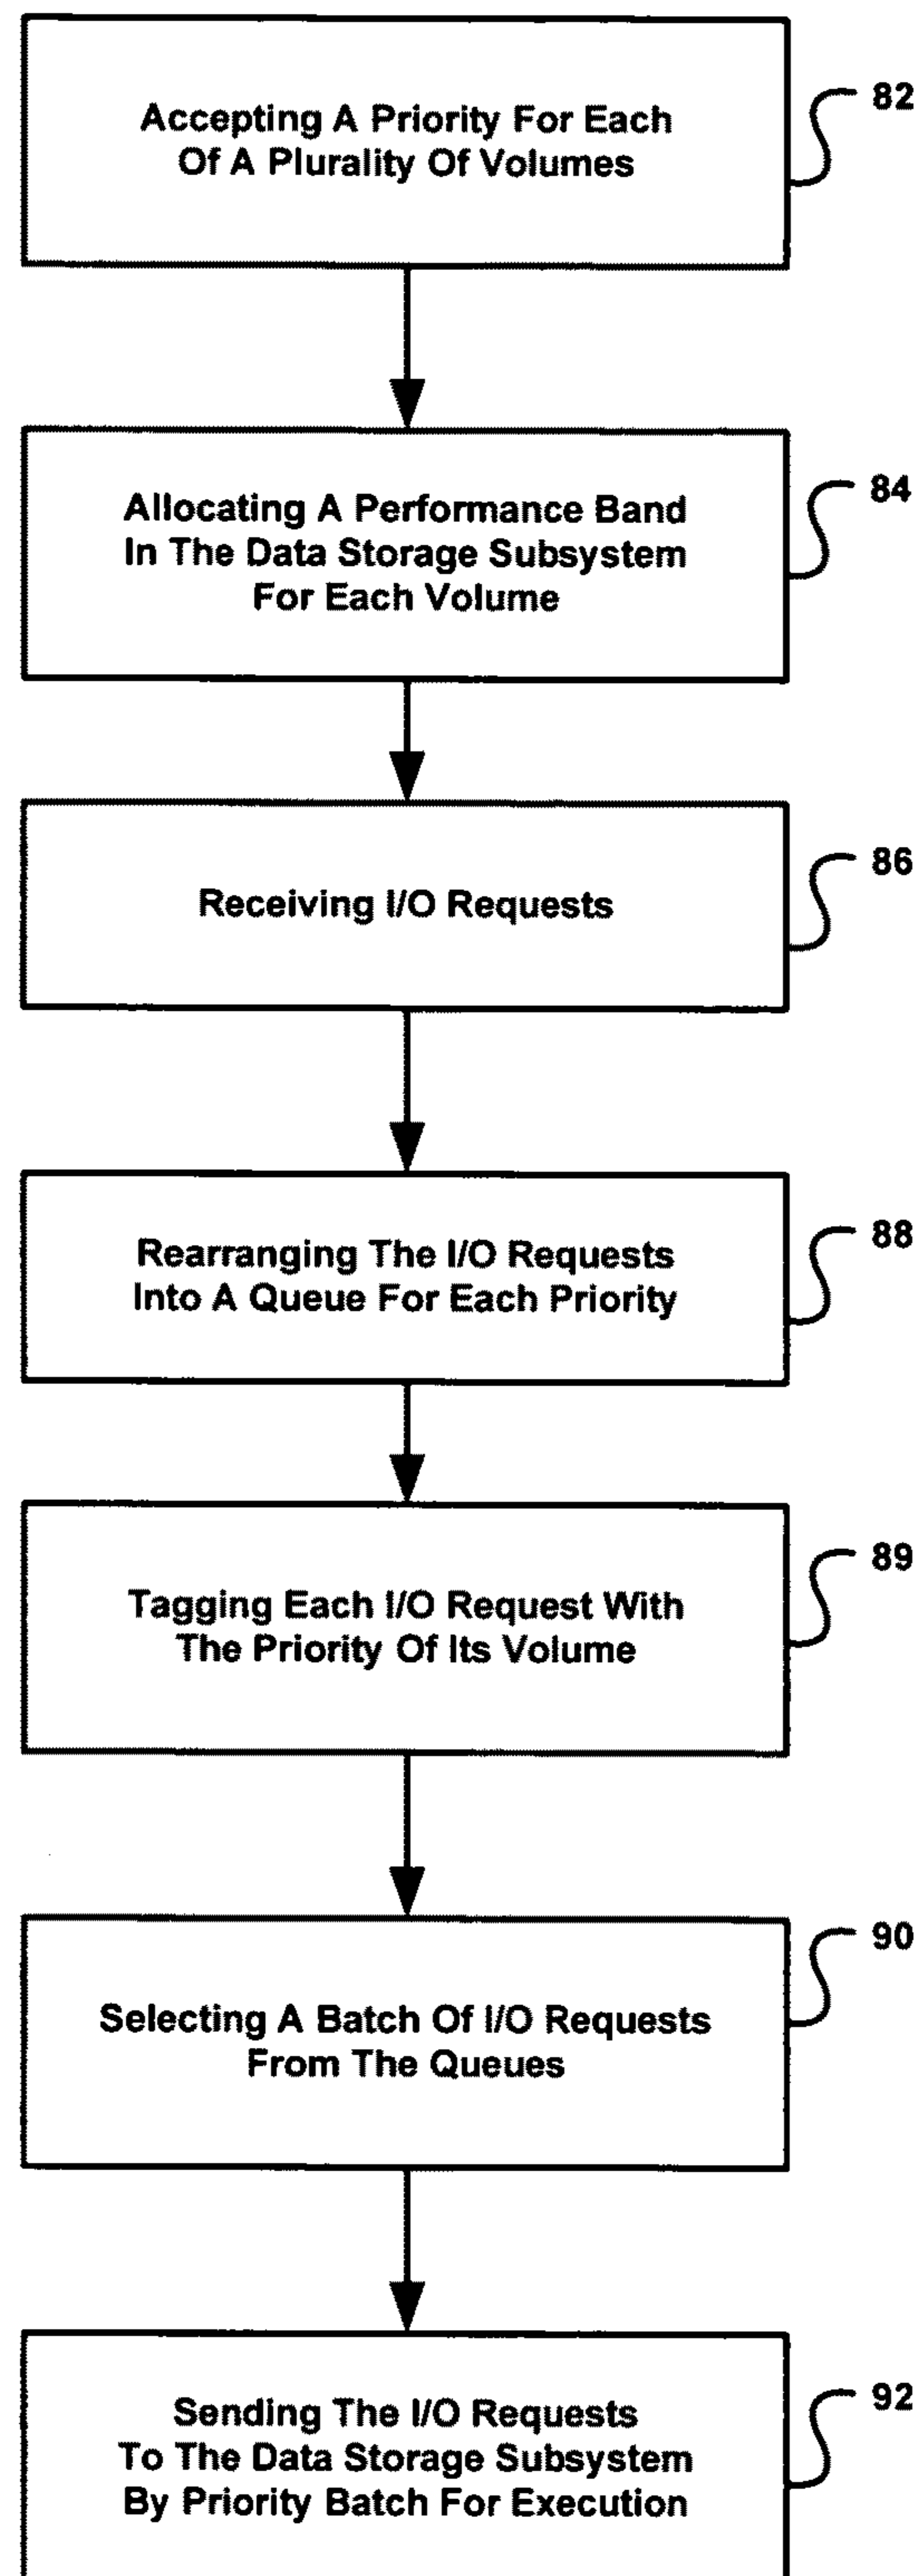 Accepting A Priority For Each
Of A Plurality Of Volumes
82
Allocating A Performance Band
In The Data Storage Subsystem
For Each Volume
84
Receiving I/O Requests
86
Rearranging The I/O Requests
Into A Queue For Each Priority
88
Tagging Each I/O Request With
The Priority Of Its Volume
89
Selecting A Batch Of I/O Requests
From The Queues
90
Sending The I/O Requests
To The Data Storage Subsystem
By Priority Batch For Execution
92